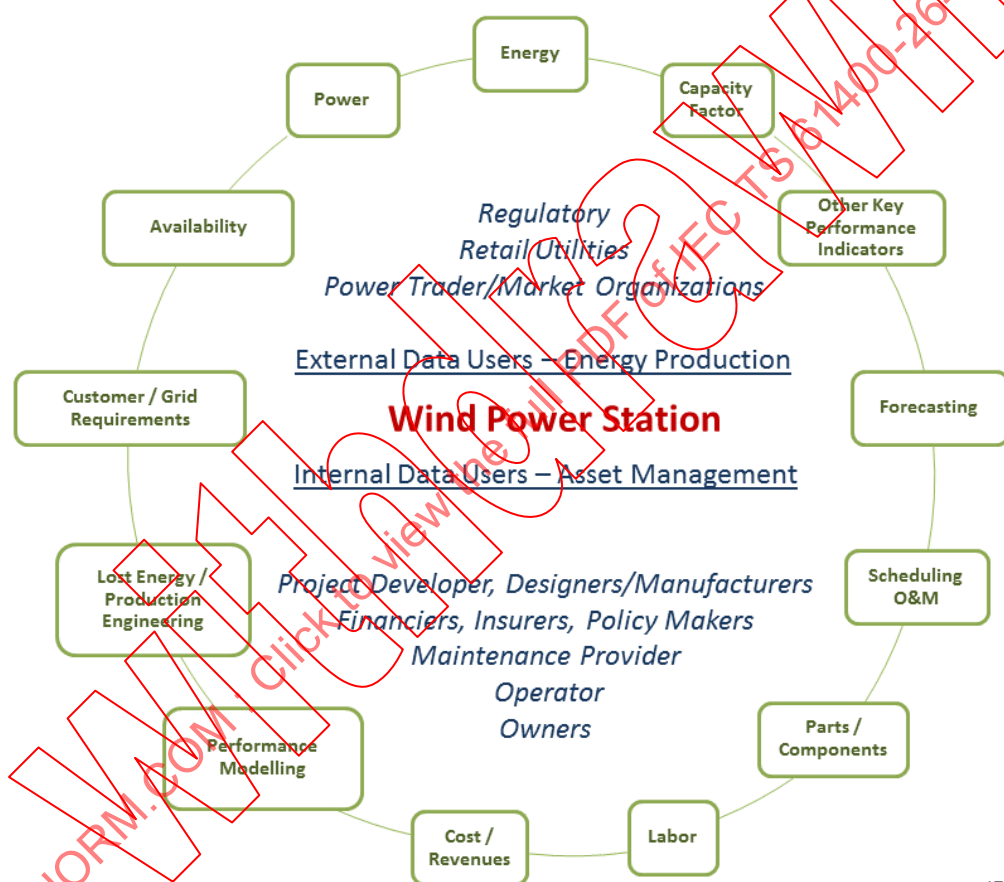 Energy
Power
Capacity
Factor
Availability
Other Key
Performance
Indicators
Regulatory
Retail Utilities
Power Trader/Market Organizations
External Data Users – Energy Production
Customer / Grid
Requirements
Wind Power Station
Forecasting
Internal Data Users – Asset Management
Lost Energy /
Production
Engineering
Project Developer, Designers/Manufacturers
Financiers, Insurers, Policy Makers
Maintenance Provider
Operator
Owners
Scheduling
O&M
Performance
Modelling
Parts /
Components
Cost /
Revenues
Labor
NORM.COM : Click to view the full PDF of IEC TS 61400-26-
Withdrawn